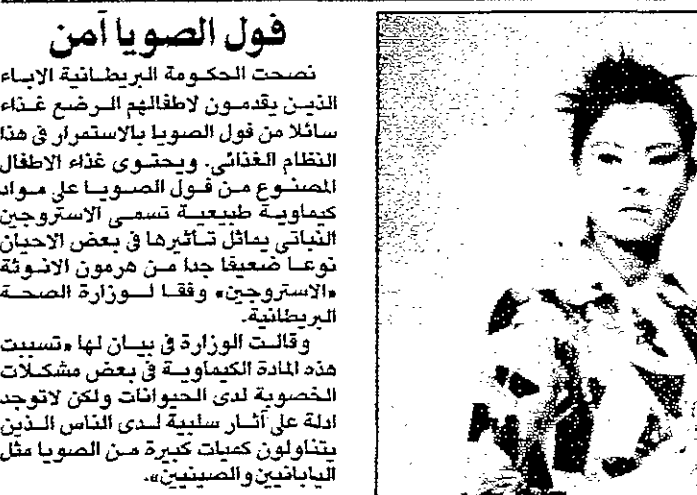 فول الصويا آمن
نصحت الحكومة البريطانية الاباء
الذين يقدمون لاطفالهم الرضع غذاء
سائلا من فول الصويا بالاستمرار في هذا
النظام الغذائي. ويحتوى غذاء الاطفال
المصنوع من فول الصويا على مواد
كيماوية طبيعية تسمى الاستروجين
النباتي يماثل تأثيرها في بعض الاحيان
نوعا ضعيفا جدا من هرمون الانوثة
«الاستروجين» وفقا لوزارة الصحة
البريطانية.
وقالت الوزارة في بيان لها «تسببت
هذه المادة الكيماوية في بعض مشكلات
الخصوبة لدى الحيوانات ولكن لاتوجد
ادلة على آثار سلبية لدى الناس الذين
يتناولون كميات كبيرة من الصويا مثل
اليابانيين والصينيين».